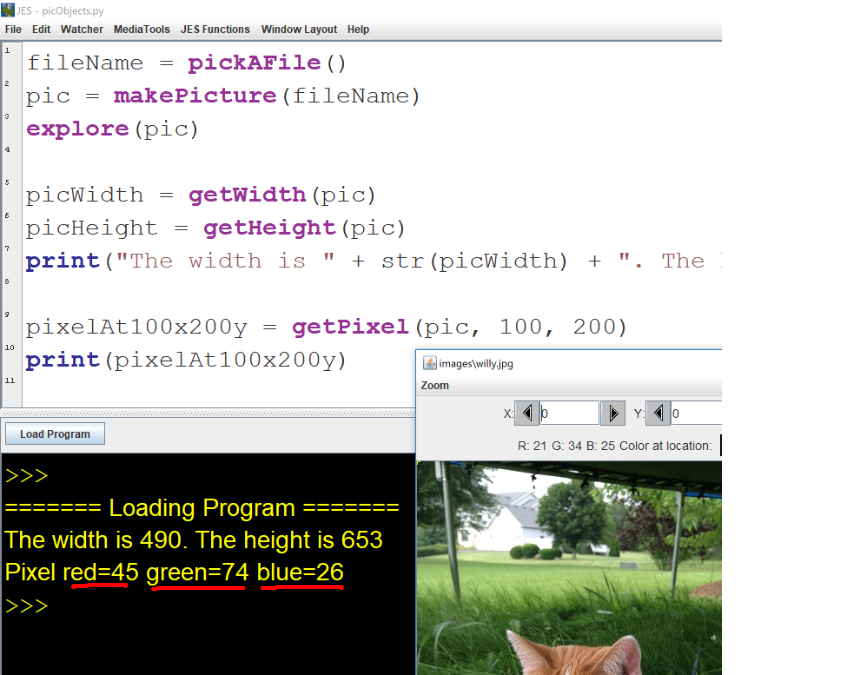 JES - picObjects.py
File Edit Watcher MediaTools JES Functions Window Layout Help
1 fileName = pickAFile()
2 pic = makePicture(fileName)
3 explore(pic)
4
5 picWidth = getWidth(pic)
6 picHeight = getHeight(pic)
7 print("The width is " + str(picWidth) + ". The
8
9 pixelAt100x200y = getPixel(pic, 100, 200)
10 print(pixelAt100x200y)
11
images\willy.jpg
Zoom
X: 0 Y: 0
R: 21 G: 34 B: 25 Color at location:
Load Program
>>>
======= Loading Program =======
The width is 490. The height is 653
Pixel red=45 green=74 blue=26
>>>